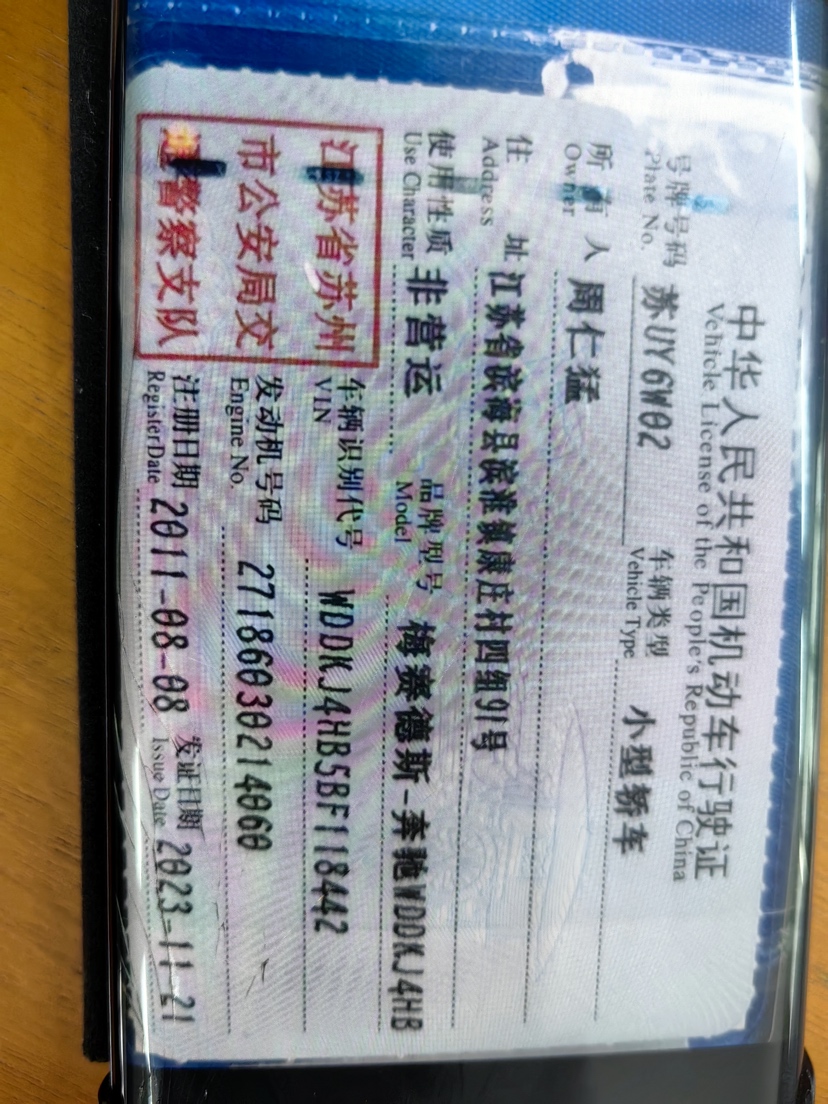 中华人民共和国机动车行驶证
Vehicle License of the People's Republic of China
号牌号码 苏UY6W02 车辆类型 小型轿车
Plate No. Vehicle Type
所有人 周仁猛
Owner
住址 江苏省滨海县滨淮镇康庄村四组91号
Address
使用性质 非营运 品牌型号 梅赛德斯-奔驰WDDKJ4HB
Use Character Model
江苏省苏州
市公安局交
通警察支队
车辆识别代号 WDDKJ4HB5BF118442
VIN
发动机号码 27186030214060
Engine No.
注册日期 2011-08-08 发证日期 2023-11-21
Register Date Issue Date